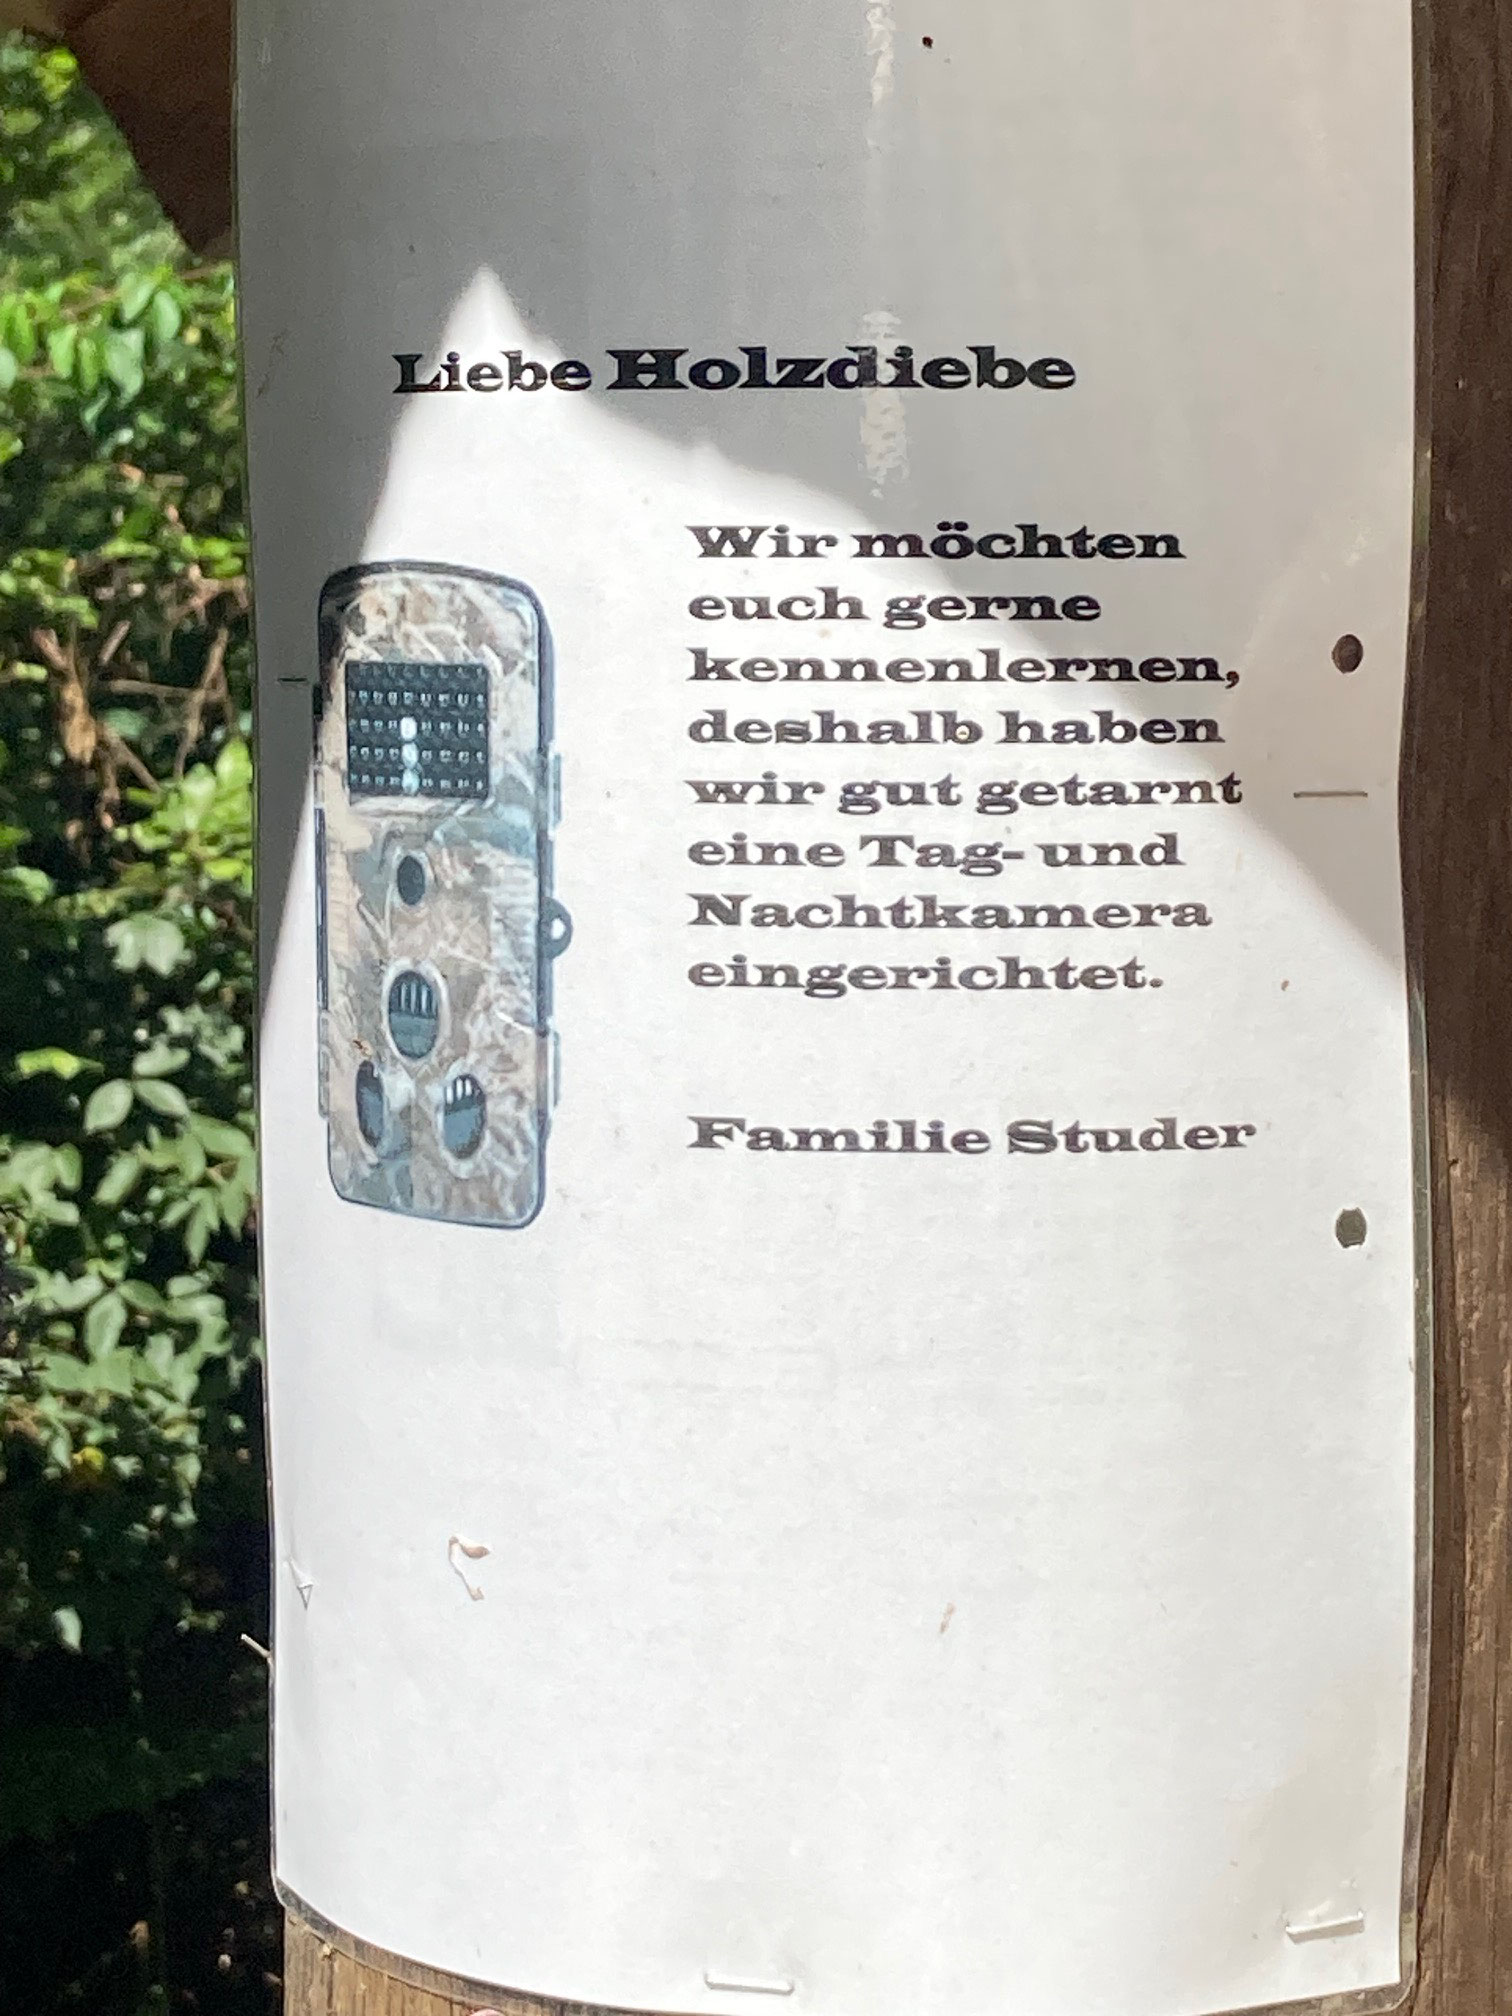 Liebe Holzdiebe
Wir möchten
euch gerne
kennenlernen,
deshalb haben
wir gut getarnt
eine Tag- und
Nachtkamera
eingerichtet.
Familie Studer